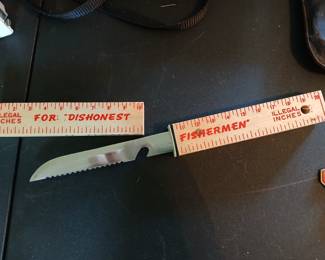 ILLEGAL
INCHES
FOR: "DISHONEST
FISHERMEN"
ILLEGAL
INCHES